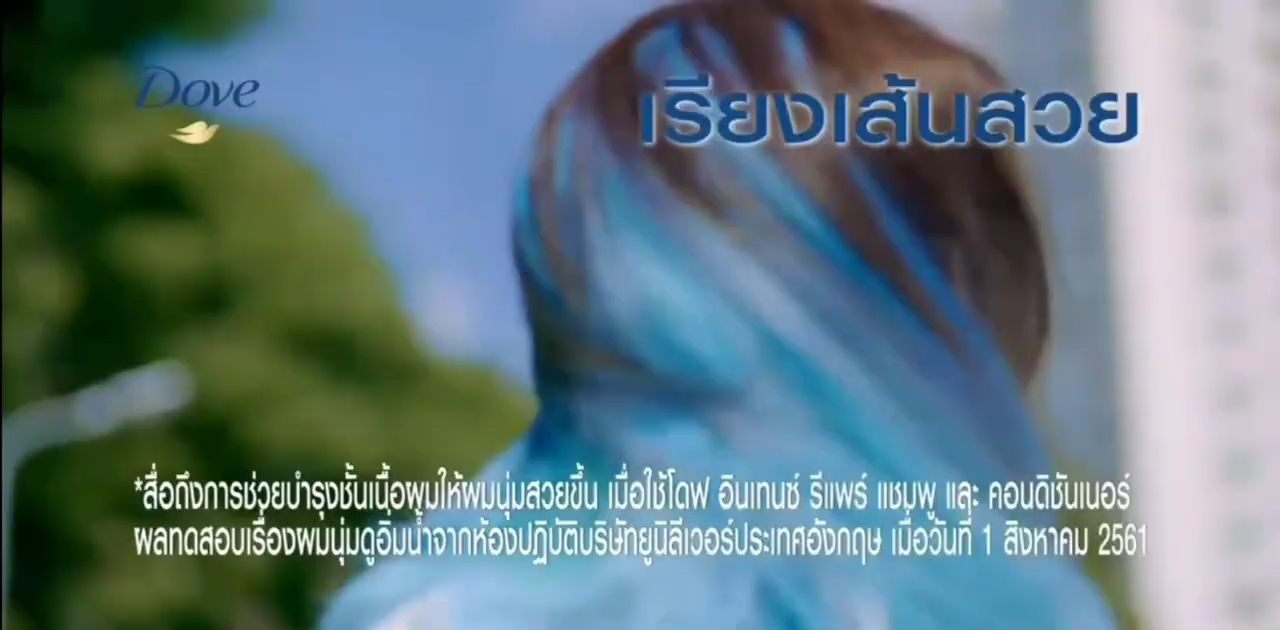 Dove
เรียงเส้นสวย
*สื่อถึงการช่วยบำรุงชั้นเนื้อผมให้ผมนุ่มสวยขึ้น เมื่อใช้โดฟ อินเทนซ์ รีแพร์ แชมพู และ คอนดิชันเนอร์
ผลทดสอบเรื่องผมนุ่มดูอิ่มน้ำจากห้องปฏิบัติบริษัทยูนิลีเวอร์ประเทศอังกฤษ เมื่อวันที่ 1 สิงหาคม 2561